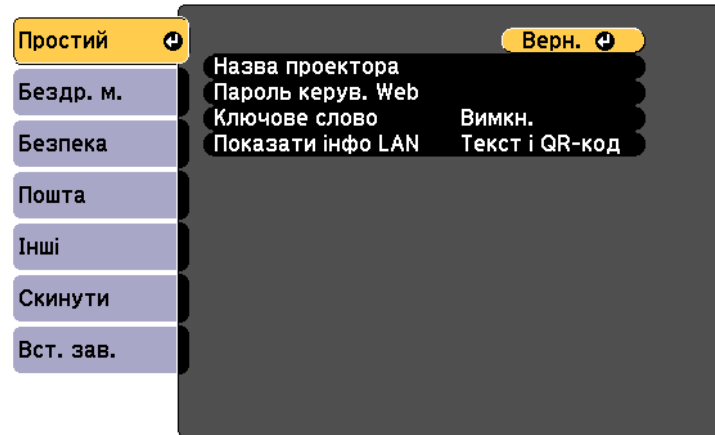 Простий
Бездр. м.
Безпека
Пошта
Інші
Скинути
Вст. зав.
Верн.
Назва проектора
Пароль керув. Web
Ключове слово Вимкн.
Показати інфо LAN Текст і QR-код